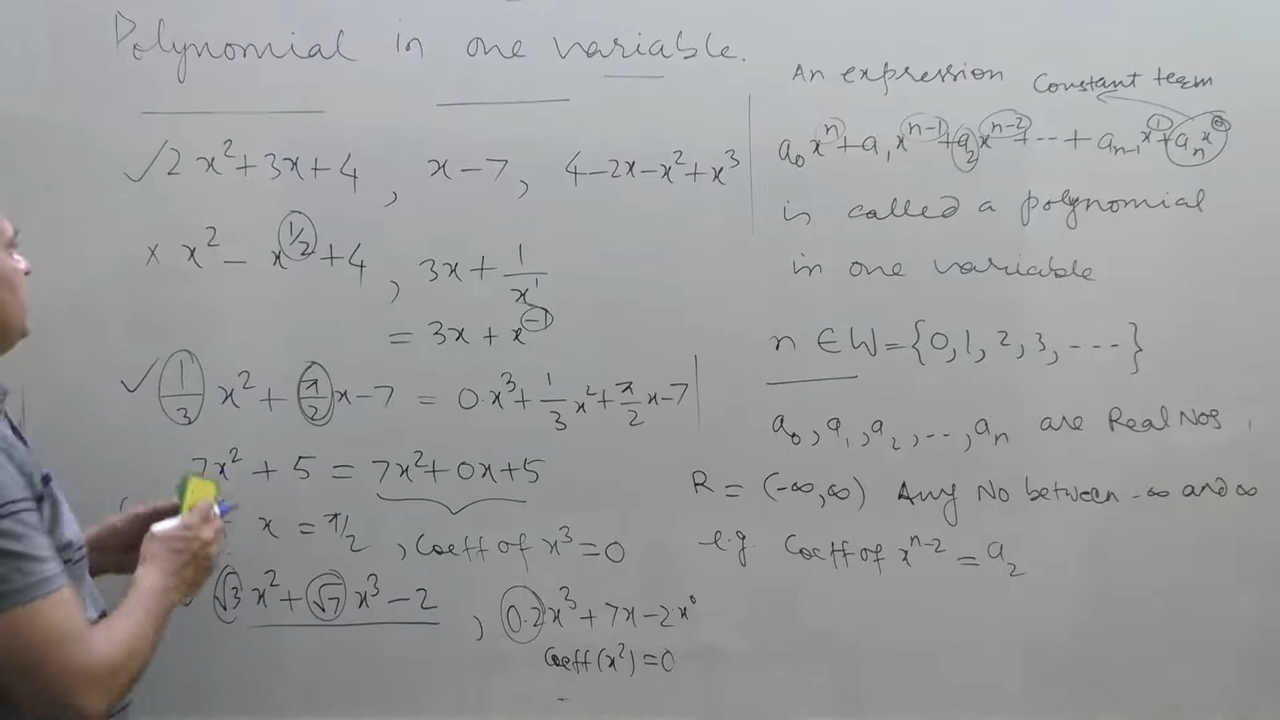 Polynomial in one variable.
✓ 2x² + 3x + 4 , x - 7 , 4 - 2x - x² + x³
× x² - x^(1/2) + 4 , 3x + 1/x¹
= 3x + x^(-1)
✓ 1/3 x² + π/2 x - 7 = 0·x³ + 1/3 x² + π/2 x - 7
7x² + 5 = 7x² + 0x + 5
x = π/2 , Coeff of x³ = 0
√3 x² + √7 x³ - 2 , 0.2x³ + 7x - 2x⁰
Coeff(x²) = 0
An expression Constant term
a₀xⁿ + a₁xⁿ⁻¹ + a₂xⁿ⁻² + -- + aₙ₋₁x¹ + aₙx⁰
is called a polynomial
in one variable
n ∈ W = {0, 1, 2, 3, ----}
a₀, a₁, a₂, --, aₙ are Real Nos
R = (-∞, ∞) Any No between -∞ and ∞
e.g. Coeff of xⁿ⁻² = a₂